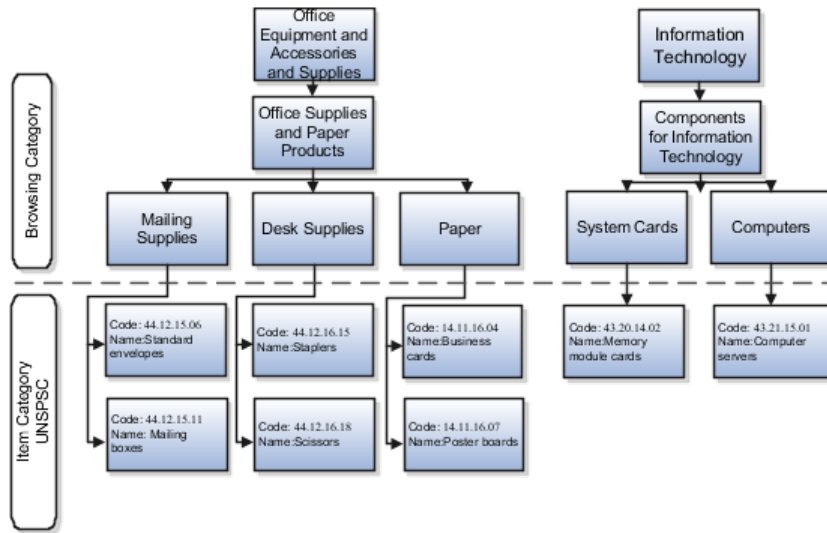 Office
Equipment and
Accessories
and Supplies
Information
Technology
Browsing Category
Office Supplies
and Paper
Products
Components
for Information
Technology
Mailing
Supplies
Desk Supplies
Paper
System Cards
Computers
Item Category
UNSPSC
Code: 44.12.15.06
Name:Standard
envelopes
Code: 44.12.16.15
Name:Staplers
Code: 14.11.16.04
Name:Business
cards
Code: 43.20.14.02
Name:Memory
module cards
Code: 43.21.15.01
Name:Computer
servers
Code: 44.12.15.11
Name: Mailing
boxes
Code: 44.12.16.18
Name:Scissors
Code: 14.11.16.07
Name:Poster boards